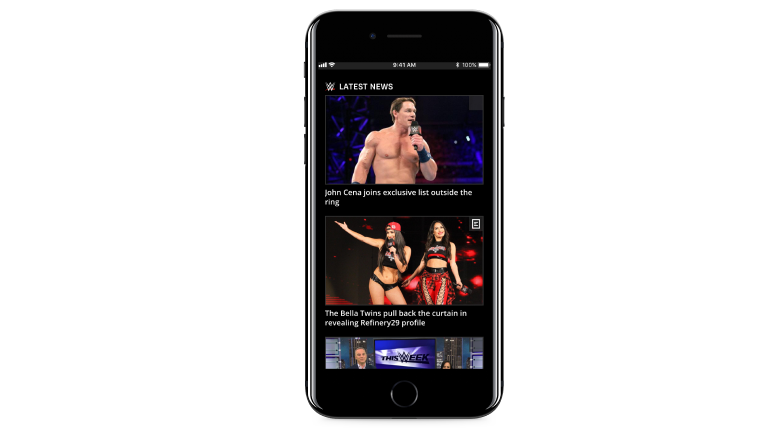 9:41 AM
100%
LATEST NEWS
John Cena joins exclusive list outside the
ring
The Bella Twins pull back the curtain in
revealing Refinery29 profile
THIS WEEK